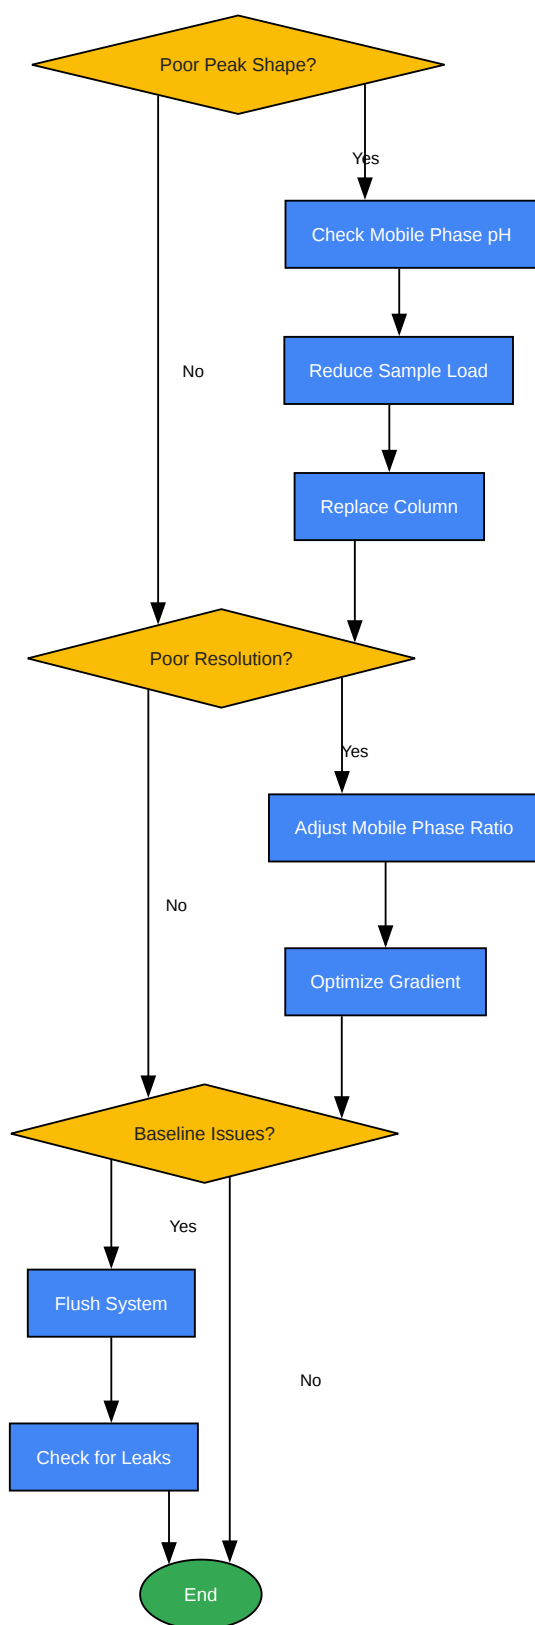 Poor Peak Shape?
Yes
Check Mobile Phase pH
Reduce Sample Load
No
Replace Column
Poor Resolution?
Yes
Adjust Mobile Phase Ratio
No
Optimize Gradient
Baseline Issues?
Yes
Flush System
No
Check for Leaks
End